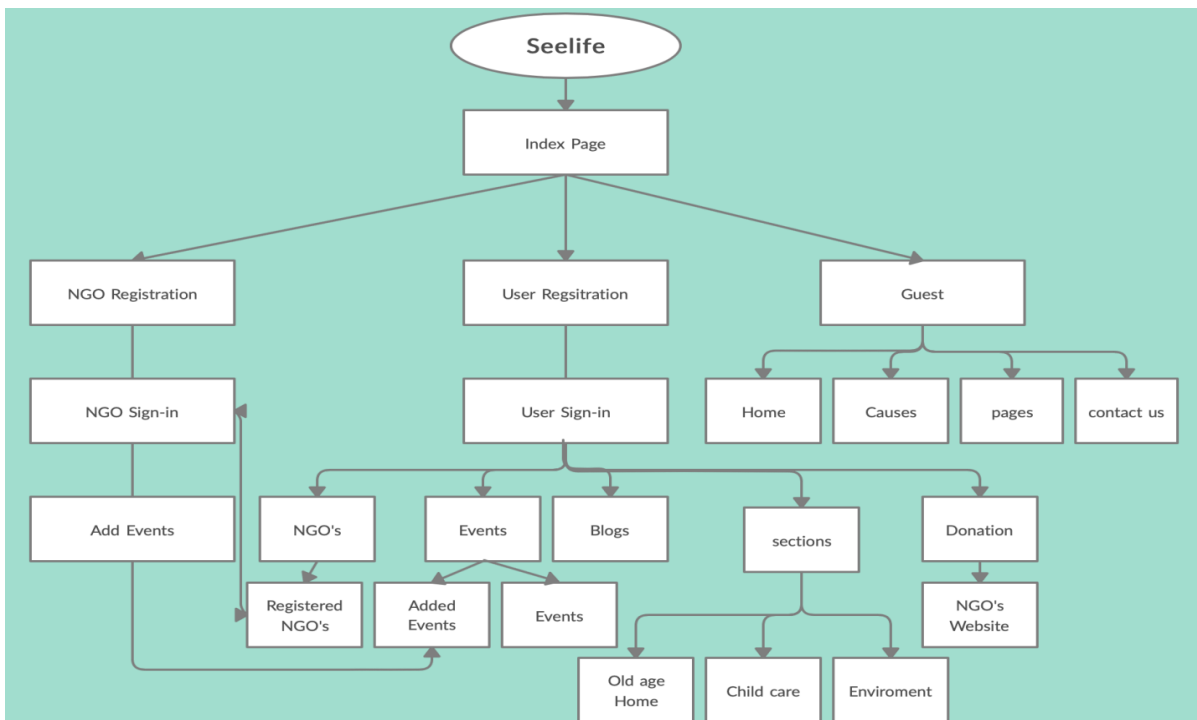 Seelife
Index Page
NGO Registration
User Regsitration
Guest
NGO Sign-in
User Sign-in
Home
Causes
pages
contact us
Add Events
NGO's
Events
Blogs
sections
Donation
Registered
NGO's
Added
Events
Events
NGO's
Website
Old age
Home
Child care
Enviroment